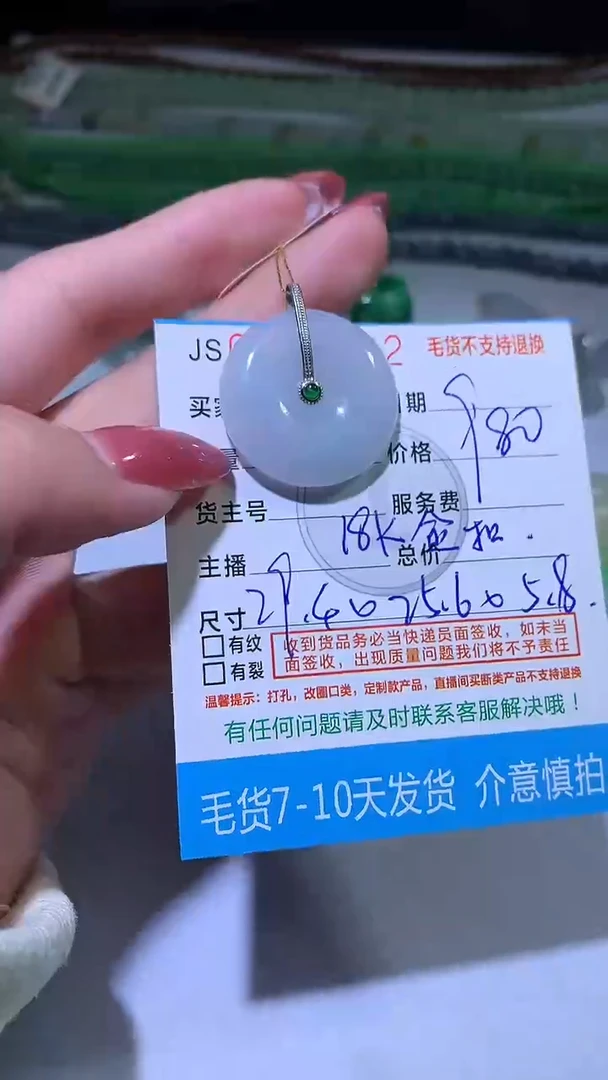 JS 2 毛货不支持退换
买 期
量 价格 980
货主号 服务费
18K金扣.
主播 总价
尺寸 29.4×25.6×5.8.
有纹 收到货品务必当快递员面签收，如未当
有裂 面签收，出现质量问题我们将不予责任
温馨提示：打孔，改圈口类，定制款产品，直播间买断类产品不支持退换
有任何问题请及时联系客服解决哦！
毛货7-10天发货 介意慎拍